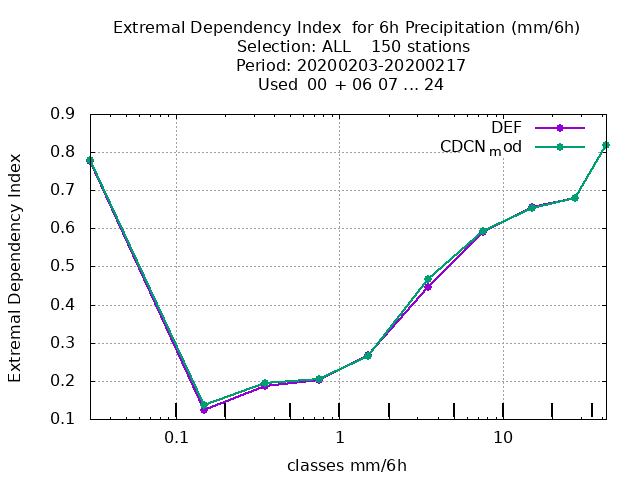 Extremal Dependency Index  for 6h Precipitation (mm/6h)
Selection: ALL    150 stations
Period: 20200203-20200217
Used  00 + 06 07 ... 24
DEF
CDCNmod
Extremal Dependency Index
0.9
0.8
0.7
0.6
0.5
0.4
0.3
0.2
0.1
0.1
1
10
classes mm/6h